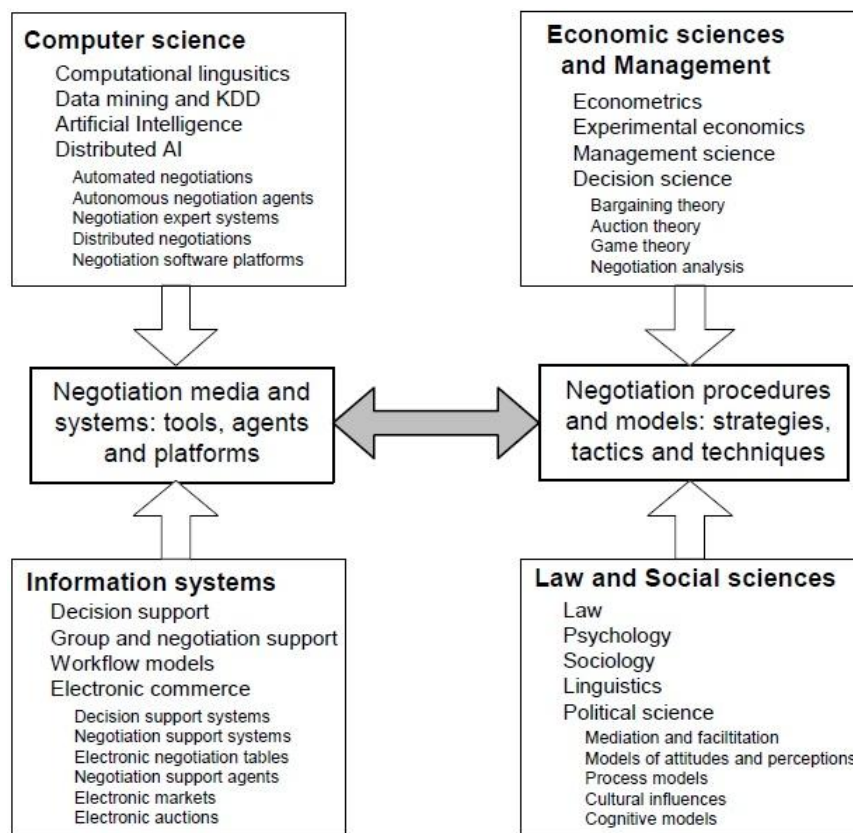 Computer science
Computational lingusitics
Data mining and KDD
Artificial Intelligence
Distributed AI
Automated negotiations
Autonomous negotiation agents
Negotiation expert systems
Distributed negotiations
Negotiation software platforms
Economic sciences
and Management
Econometrics
Experimental economics
Management science
Decision science
Bargaining theory
Auction theory
Game theory
Negotiation analysis
Negotiation media and
systems: tools, agents
and platforms
Negotiation procedures
and models: strategies,
tactics and techniques
Information systems
Decision support
Group and negotiation support
Workflow models
Electronic commerce
Decision support systems
Negotiation support systems
Electronic negotiation tables
Negotiation support agents
Electronic markets
Electronic auctions
Law and Social sciences
Law
Psychology
Sociology
Linguistics
Political science
Mediation and faciltitation
Models of attitudes and perceptions
Process models
Cultural influences
Cognitive models